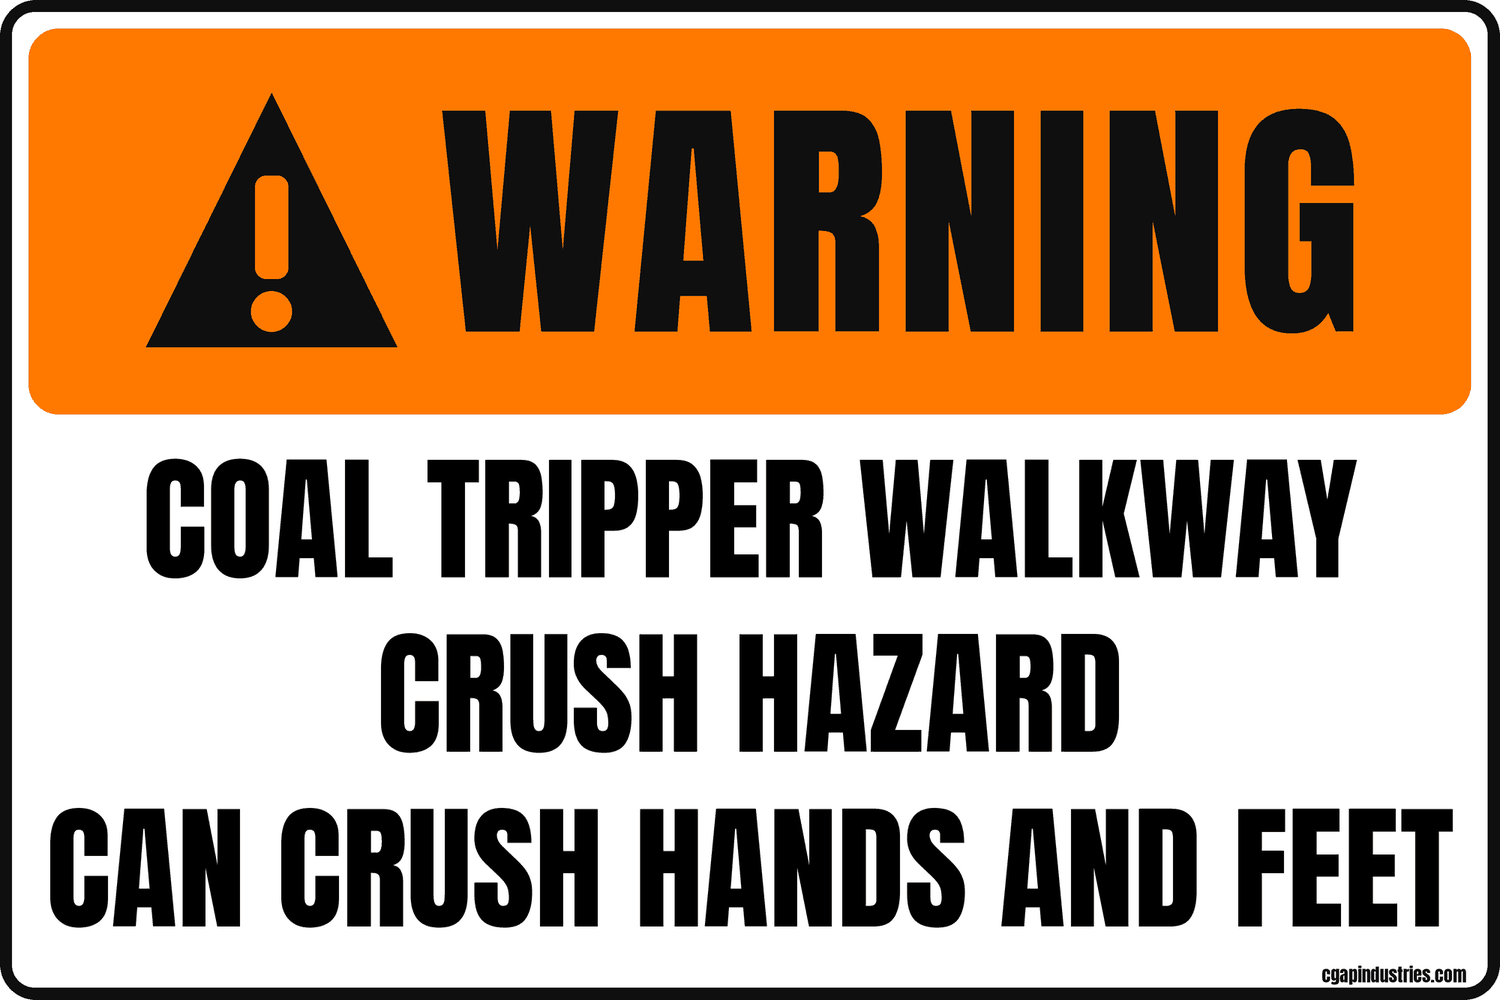 WARNING
COAL TRIPPER WALKWAY
CRUSH HAZARD
CAN CRUSH HANDS AND FEET
cgapindustries.com